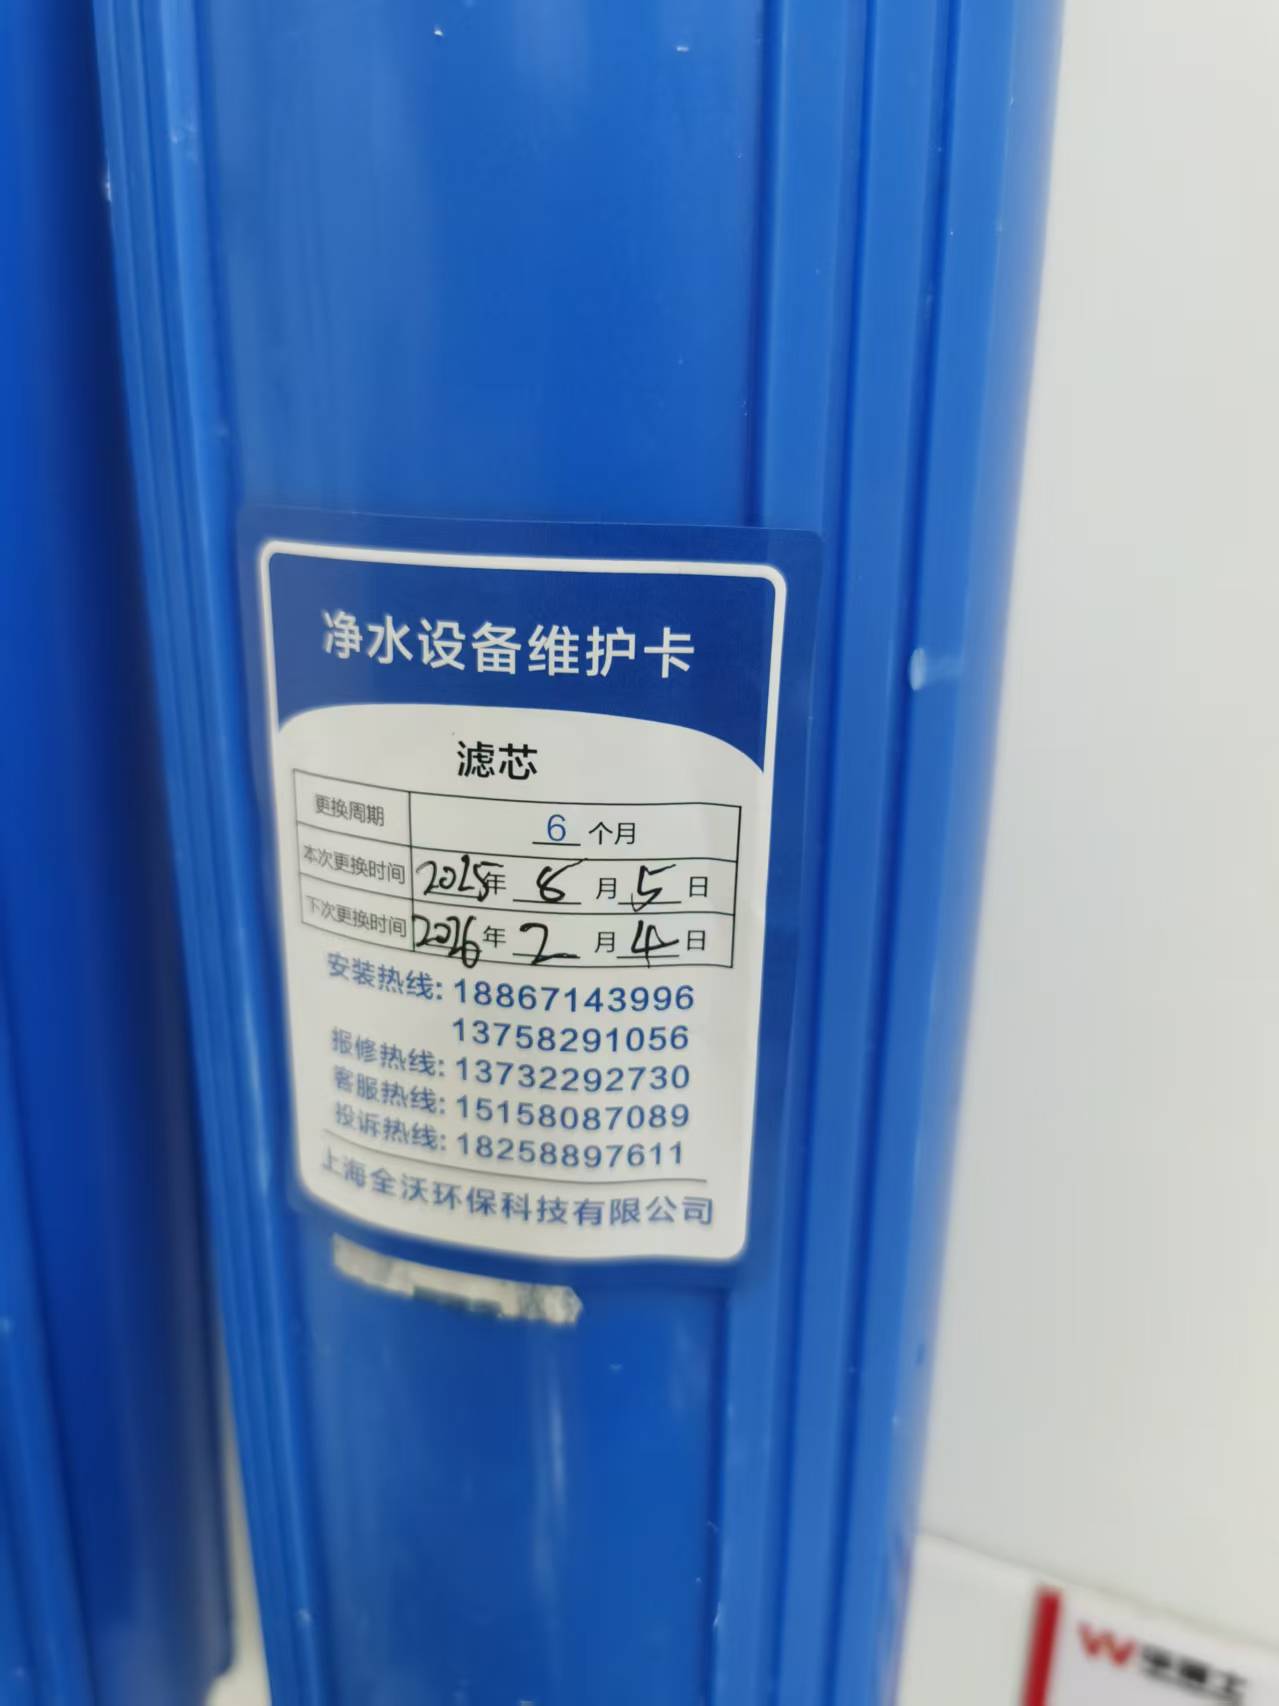 净水设备维护卡
滤芯
更换周期 6 个月
本次更换时间 2025年 8 月 5 日
下次更换时间 2026年 2 月 4 日
安装热线: 18867143996
13758291056
报修热线: 13732292730
客服热线: 15158087089
投诉热线: 18258897611
上海全沃环保科技有限公司
W